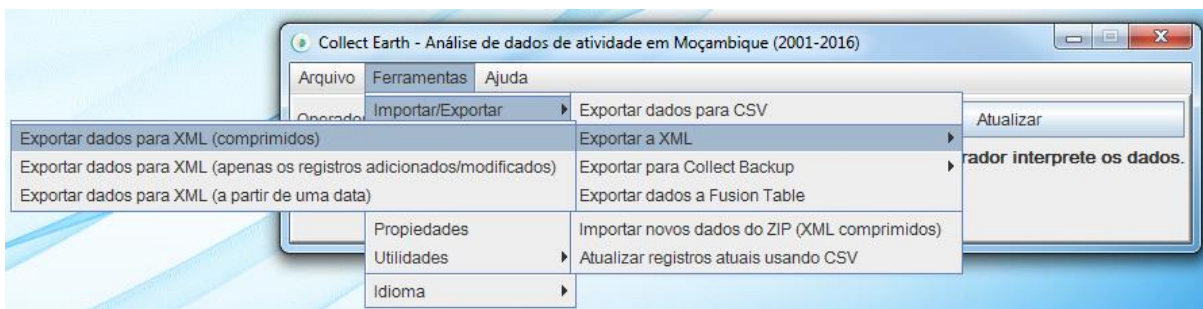 Collect Earth - Análise de dados de atividade em Moçambique (2001-2016)
Arquivo Ferramentas Ajuda
Importar/Exportar Exportar dados para CSV Atualizar
Exportar dados para XML (comprimidos) Exportar a XML
Exportar dados para XML (apenas os registros adicionados/modificados) Exportar para Collect Backup rador interprete os dados.
Exportar dados para XML (a partir de uma data) Exportar dados a Fusion Table
Propiedades Importar novos dados do ZIP (XML comprimidos)
Utilidades Atualizar registros atuais usando CSV
Idioma